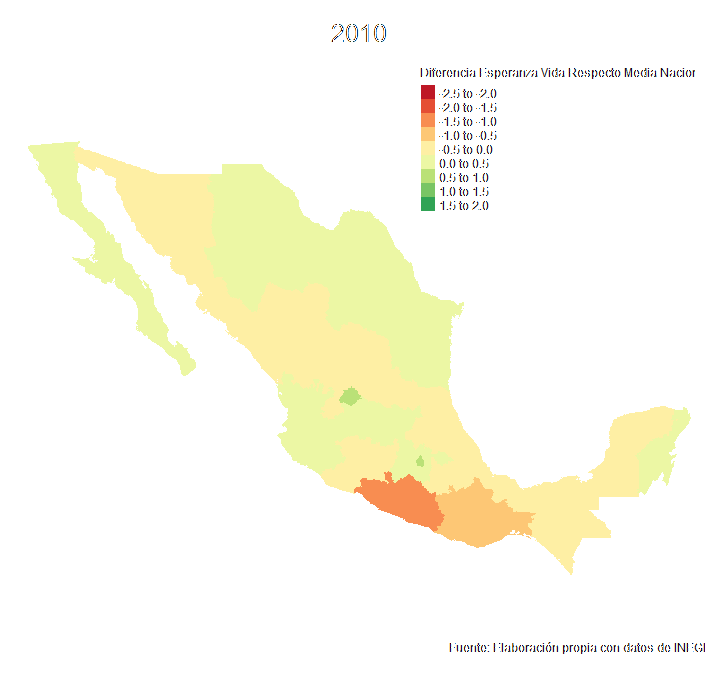 2010
Diferencia Esperanza Vida Respecto Media Nacior
-2.5 to -2.0
-2.0 to -1.5
-1.5 to -1.0
-1.0 to -0.5
-0.5 to 0.0
0.0 to 0.5
0.5 to 1.0
1.0 to 1.5
1.5 to 2.0
Fuente: Elaboración propia con datos de INEGI